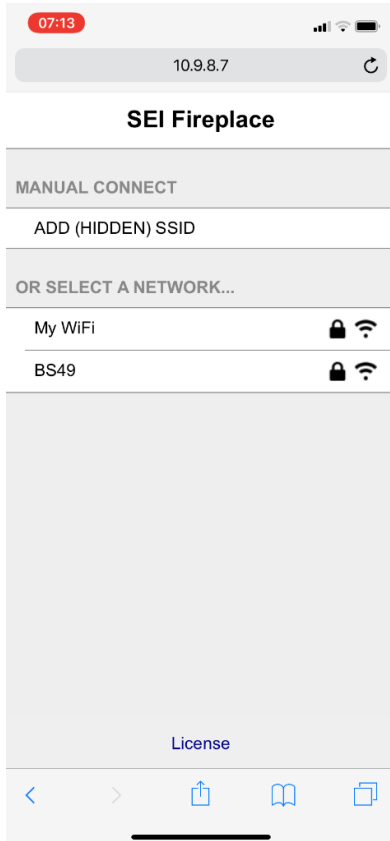 07:13
10.9.8.7
SEI Fireplace
MANUAL CONNECT
ADD (HIDDEN) SSID
OR SELECT A NETWORK...
My WiFi
BS49
License